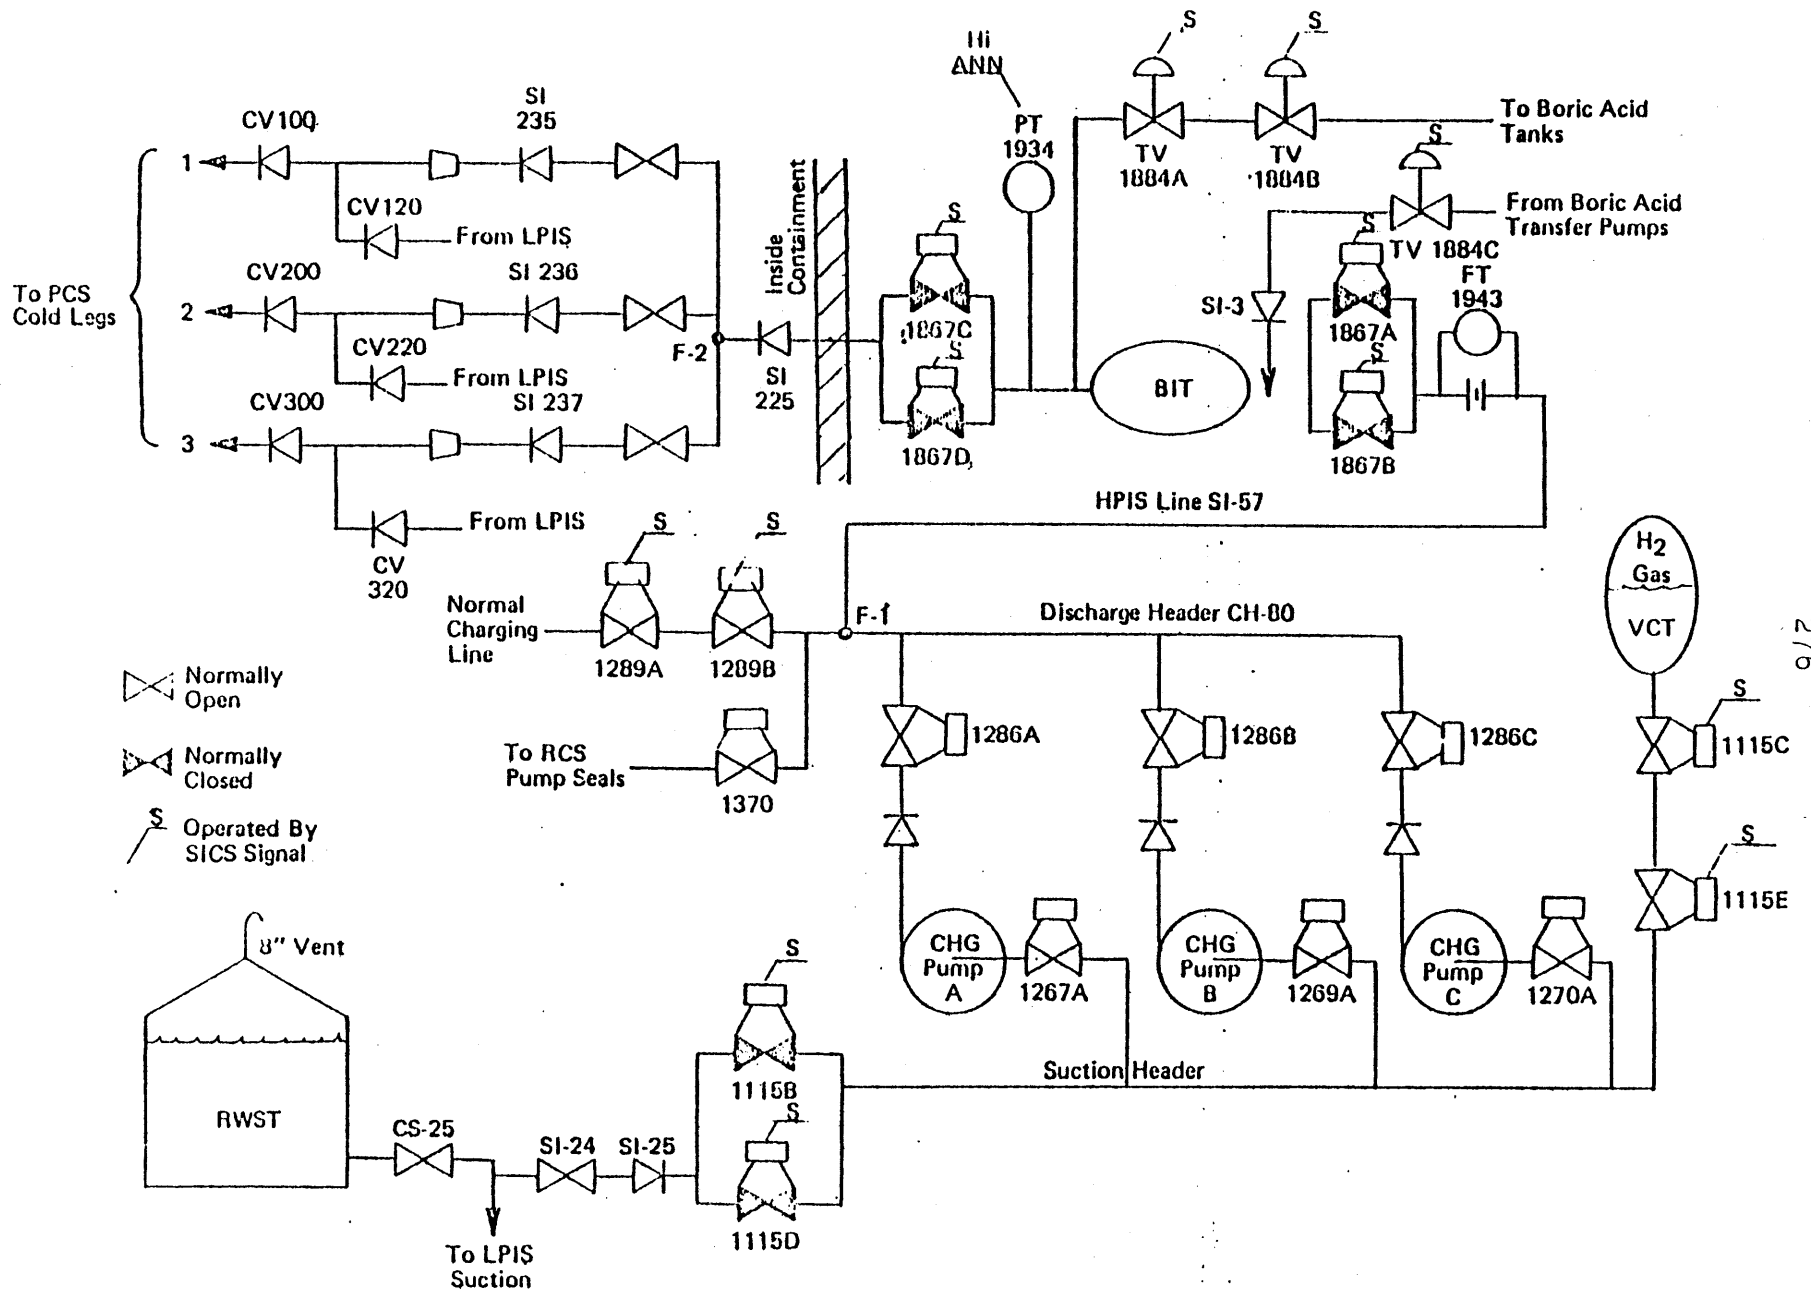 Hi
ANN
S
S
PT
1934
TV
1884A
TV
1884B
To Boric Acid
Tanks
S
From Boric Acid
Transfer Pumps
TV 1884C
CV100
SI
235
1
CV120
From LPIS
CV200
SI 236
2
To PCS
Cold Legs
CV220
From LPIS
CV300
SI 237
3
From LPIS
CV
320
F-2
SI
225
Inside
Containment
S
1867C
S
1867D
BIT
SI-3
S
1867A
S
1867B
FT
1943
HPIS Line SI-57
S
S
Normal
Charging
Line
1289A
1289B
F-1
Discharge Header CH-80
H2
Gas
VCT
276
Normally
Open
Normally
Closed
S
Operated By
SICS Signal
To RCS
Pump Seals
1370
1286A
1286B
1286C
S
1115C
S
1115E
CHG
Pump
A
1267A
CHG
Pump
B
1269A
CHG
Pump
C
1270A
8" Vent
RWST
CS-25
SI-24
SI-25
To LPIS
Suction
S
1115B
S
1115D
Suction Header